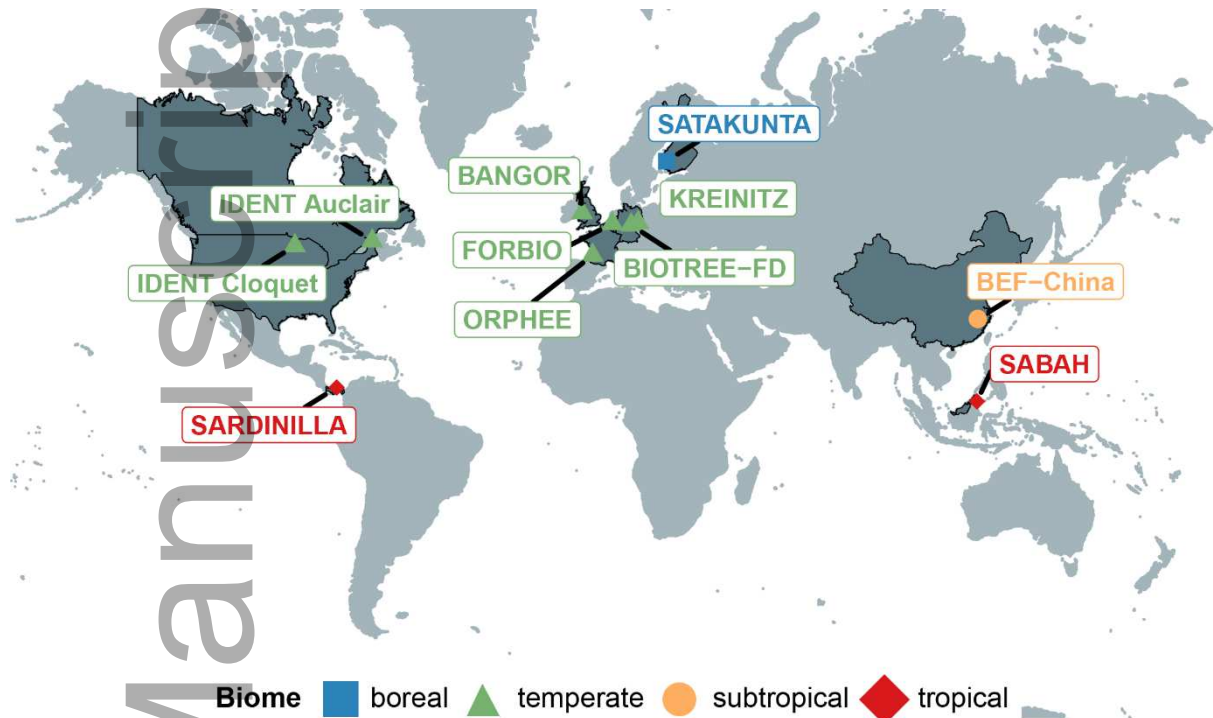 Manuscrip
SATAKUNTA
BANGOR
KREINITZ
IDENT Auclair
FORBIO
BIOTREE−FD
IDENT Cloquet
BEF−China
ORPHEE
SABAH
SARDINILLA
Biome boreal temperate subtropical tropical